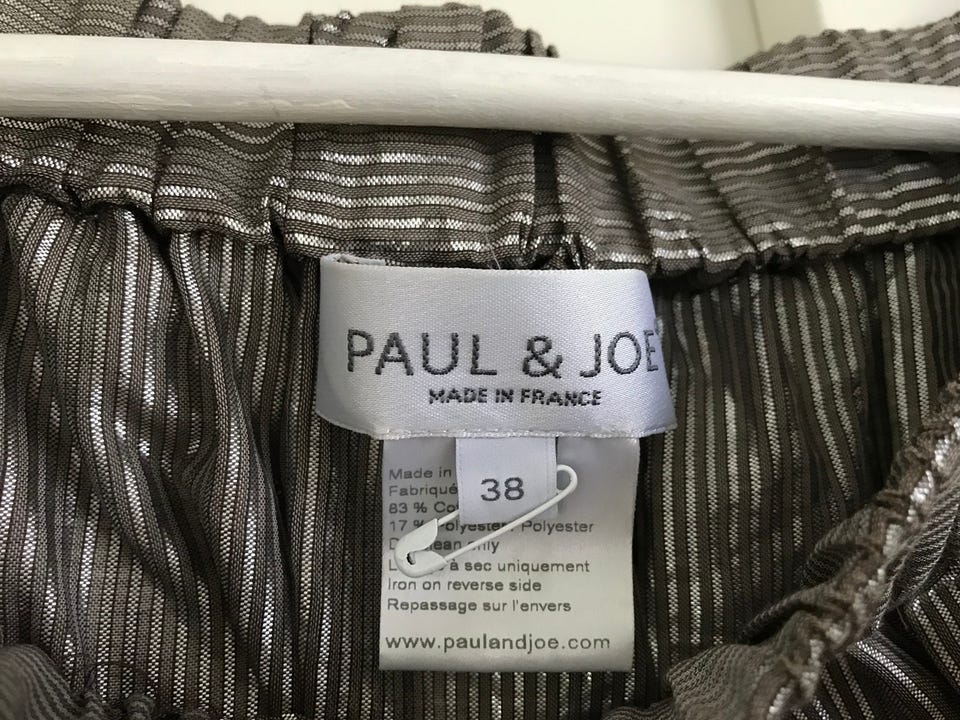 PAUL & JOE
MADE IN FRANCE
38
Made in
Fabriqué
83 % Co
17 % Polyester Polyester
only
à sec uniquement
Iron on reverse side
Repassage sur l'envers
www.paulandjoe.com